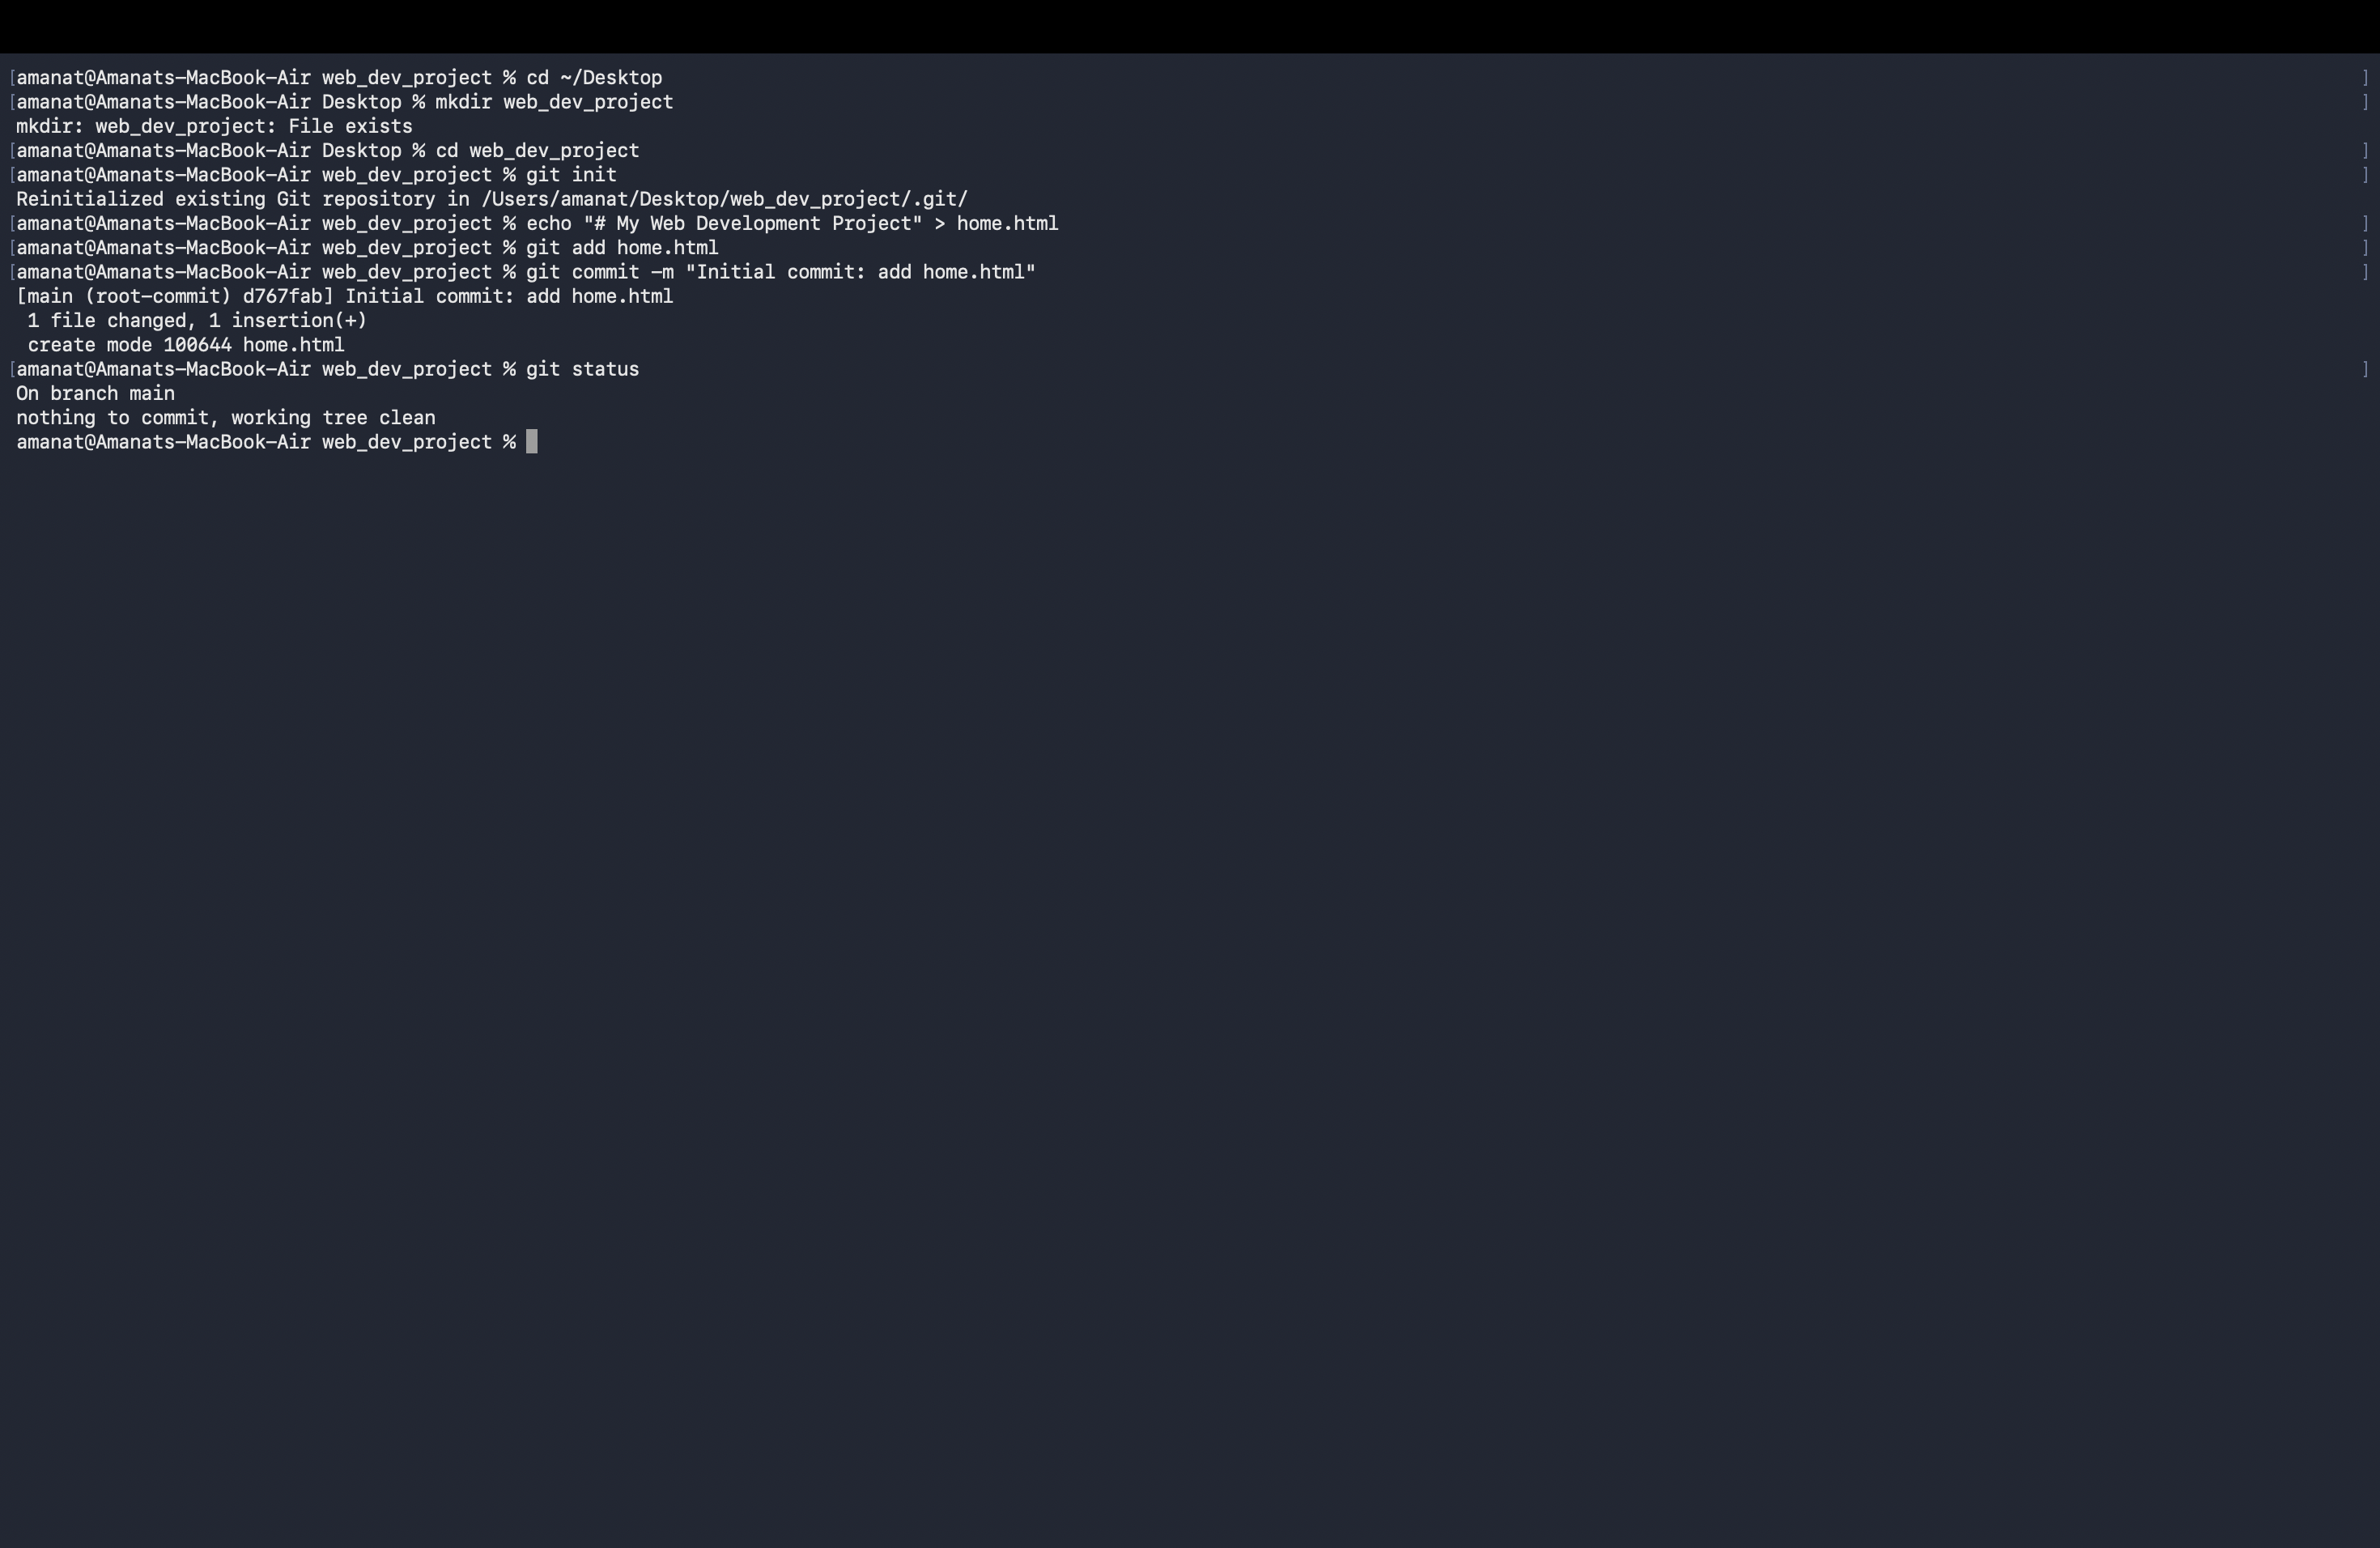 [amanat@Amanats-MacBook-Air web_dev_project % cd ~/Desktop ]
[amanat@Amanats-MacBook-Air Desktop % mkdir web_dev_project ]
mkdir: web_dev_project: File exists
[amanat@Amanats-MacBook-Air Desktop % cd web_dev_project ]
[amanat@Amanats-MacBook-Air web_dev_project % git init ]
Reinitialized existing Git repository in /Users/amanat/Desktop/web_dev_project/.git/
[amanat@Amanats-MacBook-Air web_dev_project % echo "# My Web Development Project" > home.html ]
[amanat@Amanats-MacBook-Air web_dev_project % git add home.html ]
[amanat@Amanats-MacBook-Air web_dev_project % git commit -m "Initial commit: add home.html" ]
[main (root-commit) d767fab] Initial commit: add home.html
 1 file changed, 1 insertion(+)
 create mode 100644 home.html
[amanat@Amanats-MacBook-Air web_dev_project % git status ]
On branch main
nothing to commit, working tree clean
amanat@Amanats-MacBook-Air web_dev_project %